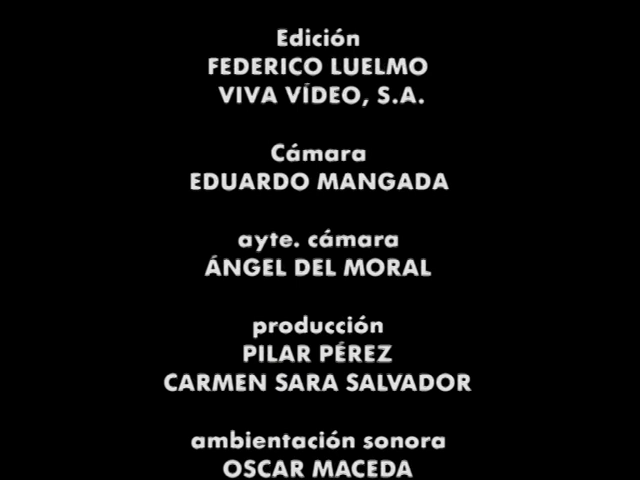 Edición
FEDERICO LUELMO
VIVA VÍDEO, S.A.
Cámara
EDUARDO MANGADA
ayte. cámara
ÁNGEL DEL MORAL
producción
PILAR PÉREZ
CARMEN SARA SALVADOR
ambientación sonora
OSCAR MACEDA